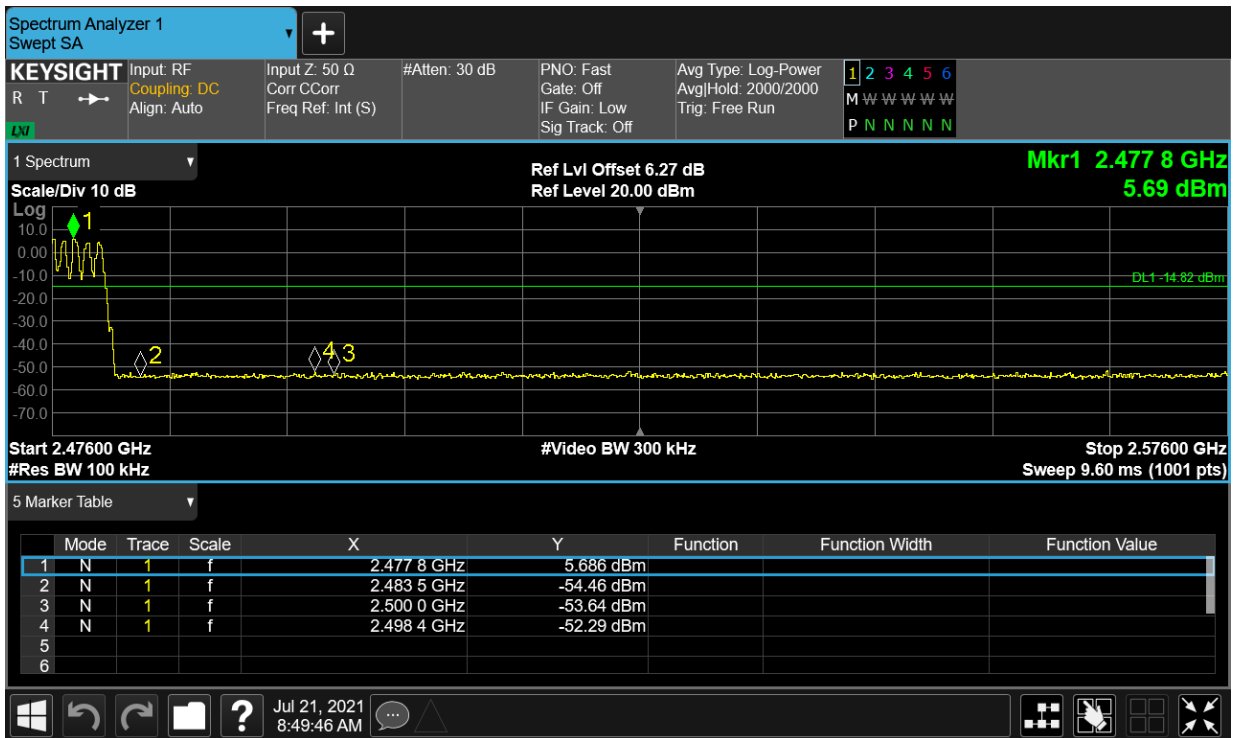 Spectrum Analyzer 1
Swept SA
+
KEYSIGHT Input: RF Input Z: 50 Ω #Atten: 30 dB PNO: Fast Avg Type: Log-Power 1 2 3 4 5 6
R T Coupling: DC Corr CCorr Gate: Off Avg|Hold: 2000/2000 M W W W W W
Align: Auto Freq Ref: Int (S) IF Gain: Low Trig: Free Run
LXI Sig Track: Off P N N N N N
1 Spectrum Ref Lvl Offset 6.27 dB Mkr1 2.477 8 GHz
Scale/Div 10 dB Ref Level 20.00 dBm 5.69 dBm
Log
1
10.0
0.00
-10.0
DL1 -14.82 dBm
-20.0
-30.0
-40.0
2 4 3
-50.0
-60.0
-70.0
Start 2.47600 GHz #Video BW 300 kHz Stop 2.57600 GHz
#Res BW 100 kHz Sweep 9.60 ms (1001 pts)
5 Marker Table
Mode Trace Scale X Y Function Function Width Function Value
1 N 1 f 2.477 8 GHz 5.686 dBm
2 N 1 f 2.483 5 GHz -54.46 dBm
3 N 1 f 2.500 0 GHz -53.64 dBm
4 N 1 f 2.498 4 GHz -52.29 dBm
5
6
? Jul 21, 2021
8:49:46 AM